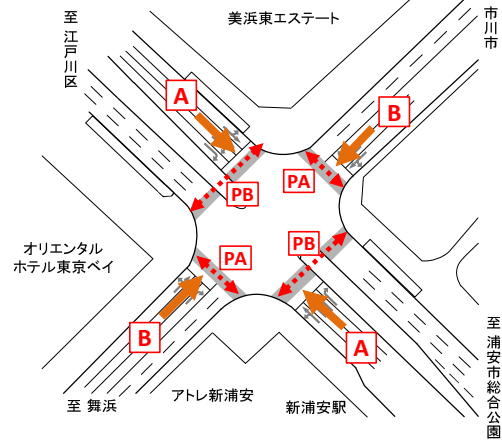 至 江戸川区
美浜東エステート
市川市
A
B
PB
PA
PB
PA
オリエンタル
ホテル東京ベイ
B
A
至 舞浜
アトレ新浦安
新浦安駅
至 浦安市総合公園